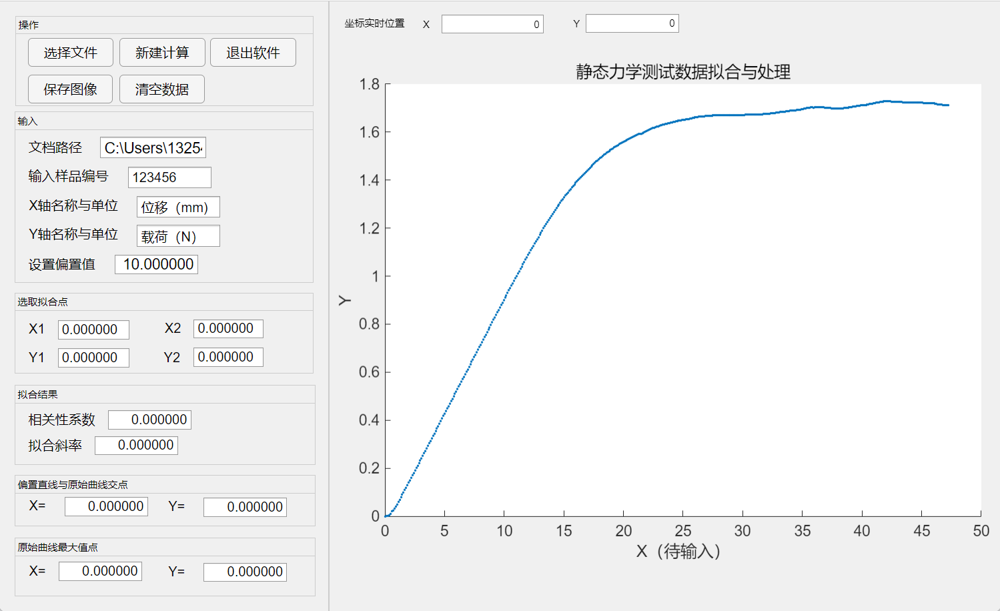 操作
选择文件 新建计算 退出软件
保存图像 清空数据
输入
文档路径 C:\Users\1325
输入样品编号 123456
X轴名称与单位 位移（mm）
Y轴名称与单位 载荷（N）
设置偏置值 10.000000
选取拟合点
X1 0.000000 X2 0.000000
Y1 0.000000 Y2 0.000000
拟合结果
相关性系数 0.000000
拟合斜率 0.000000
偏置直线与原始曲线交点
X= 0.000000 Y= 0.000000
原始曲线最大值点
X= 0.000000 Y= 0.000000
坐标实时位置 X 0 Y 0
静态力学测试数据拟合与处理
1.8
1.6
1.4
1.2
1
0.8
0.6
0.4
0.2
0
Y
0 5 10 15 20 25 30 35 40 45 50
X（待输入）